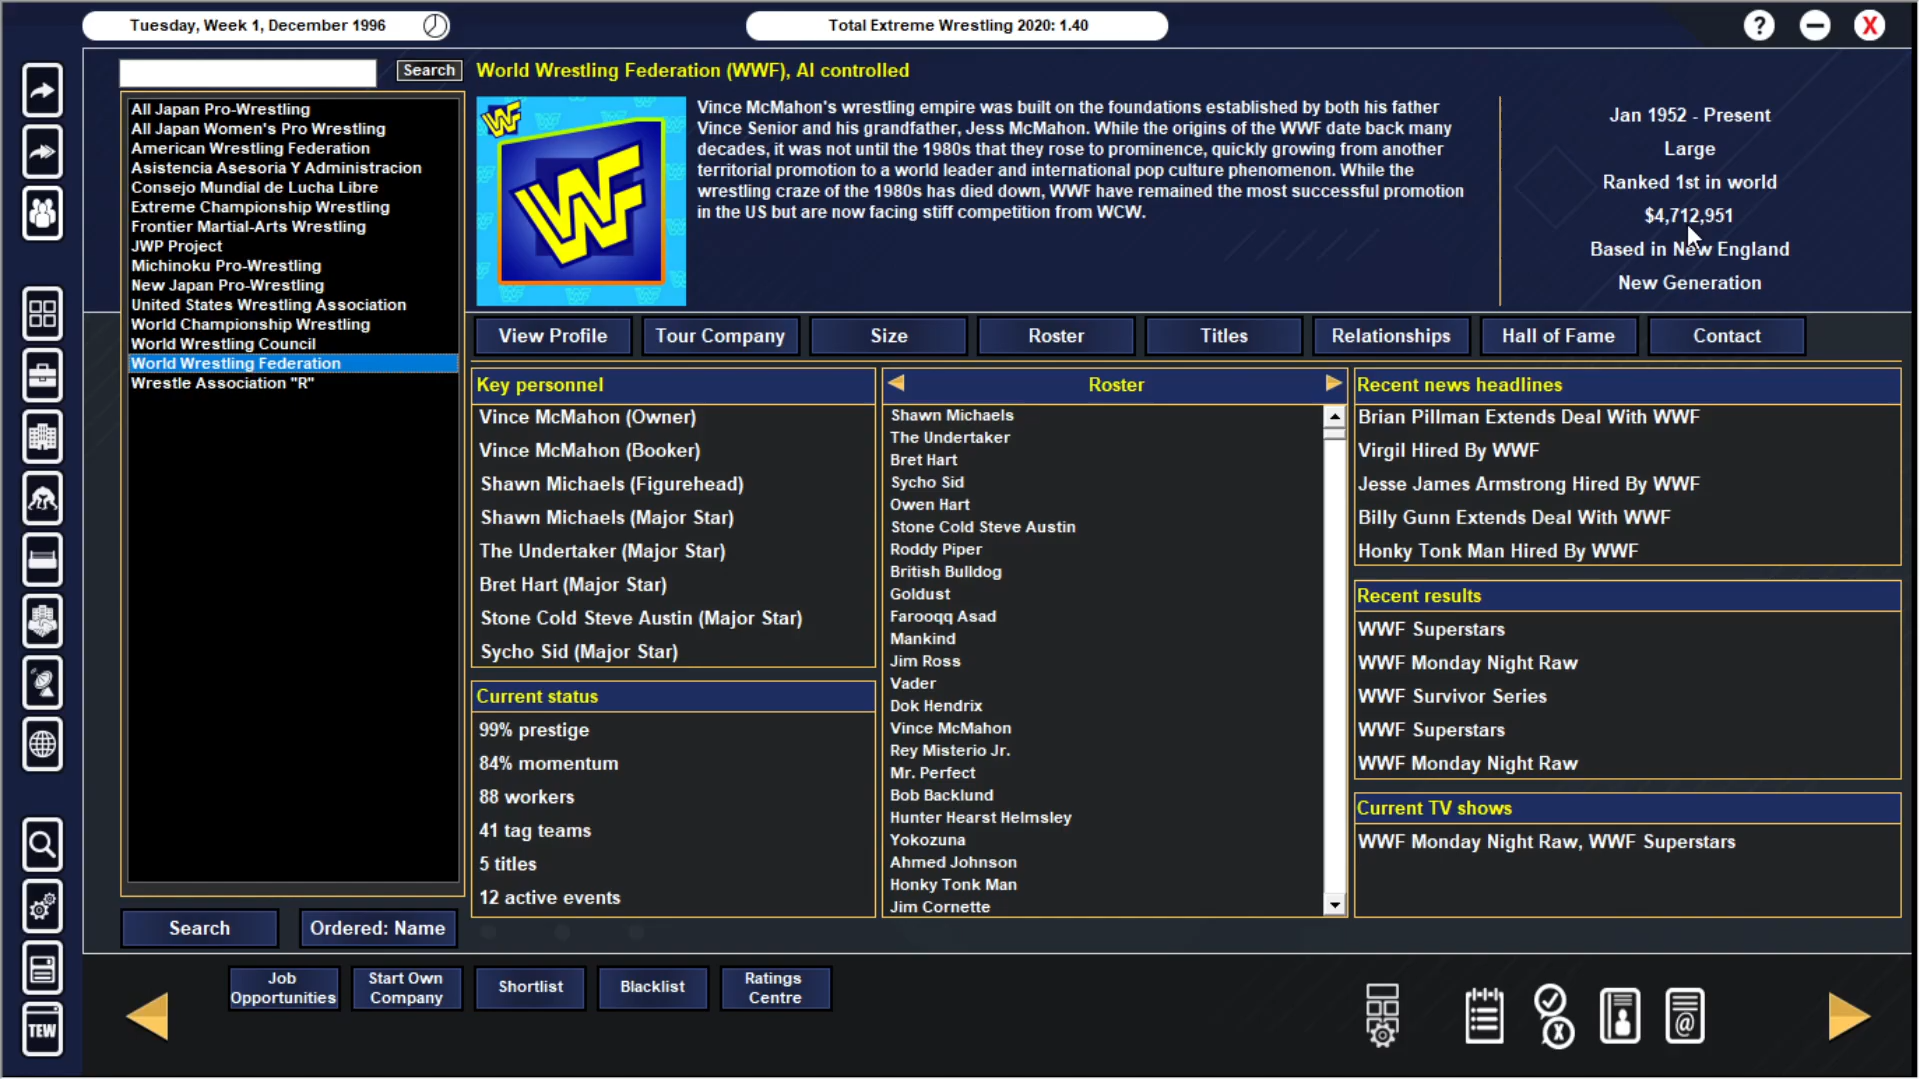 Tuesday, Week 1, December 1996
Total Extreme Wrestling 2020: 1.40
?
X
Search
World Wrestling Federation (WWF), AI controlled
All Japan Pro-Wrestling
All Japan Women's Pro Wrestling
American Wrestling Federation
Asistencia Asesoria Y Administracion
Consejo Mundial de Lucha Libre
Extreme Championship Wrestling
Frontier Martial-Arts Wrestling
JWP Project
Michinoku Pro-Wrestling
New Japan Pro-Wrestling
United States Wrestling Association
World Championship Wrestling
World Wrestling Council
World Wrestling Federation
Wrestle Association "R"
WF
WF
Vince McMahon's wrestling empire was built on the foundations established by both his father
Vince Senior and his grandfather, Jess McMahon. While the origins of the WWF date back many
decades, it was not until the 1980s that they rose to prominence, quickly growing from another
territorial promotion to a world leader and international pop culture phenomenon. While the
wrestling craze of the 1980s has died down, WWF have remained the most successful promotion
in the US but are now facing stiff competition from WCW.
Jan 1952 - Present
Large
Ranked 1st in world
$4,712,951
Based in New England
New Generation
View Profile
Tour Company
Size
Roster
Titles
Relationships
Hall of Fame
Contact
Key personnel
Vince McMahon (Owner)
Vince McMahon (Booker)
Shawn Michaels (Figurehead)
Shawn Michaels (Major Star)
The Undertaker (Major Star)
Bret Hart (Major Star)
Stone Cold Steve Austin (Major Star)
Sycho Sid (Major Star)
Current status
99% prestige
84% momentum
88 workers
41 tag teams
5 titles
12 active events
Roster
Shawn Michaels
The Undertaker
Bret Hart
Sycho Sid
Owen Hart
Stone Cold Steve Austin
Roddy Piper
British Bulldog
Goldust
Farooqq Asad
Mankind
Jim Ross
Vader
Dok Hendrix
Vince McMahon
Rey Misterio Jr.
Mr. Perfect
Bob Backlund
Hunter Hearst Helmsley
Yokozuna
Ahmed Johnson
Honky Tonk Man
Jim Cornette
Recent news headlines
Brian Pillman Extends Deal With WWF
Virgil Hired By WWF
Jesse James Armstrong Hired By WWF
Billy Gunn Extends Deal With WWF
Honky Tonk Man Hired By WWF
Recent results
WWF Superstars
WWF Monday Night Raw
WWF Survivor Series
WWF Superstars
WWF Monday Night Raw
Current TV shows
WWF Monday Night Raw, WWF Superstars
Search
Ordered: Name
Job
Opportunities
Start Own
Company
Shortlist
Blacklist
Ratings
Centre
TEW
@
X